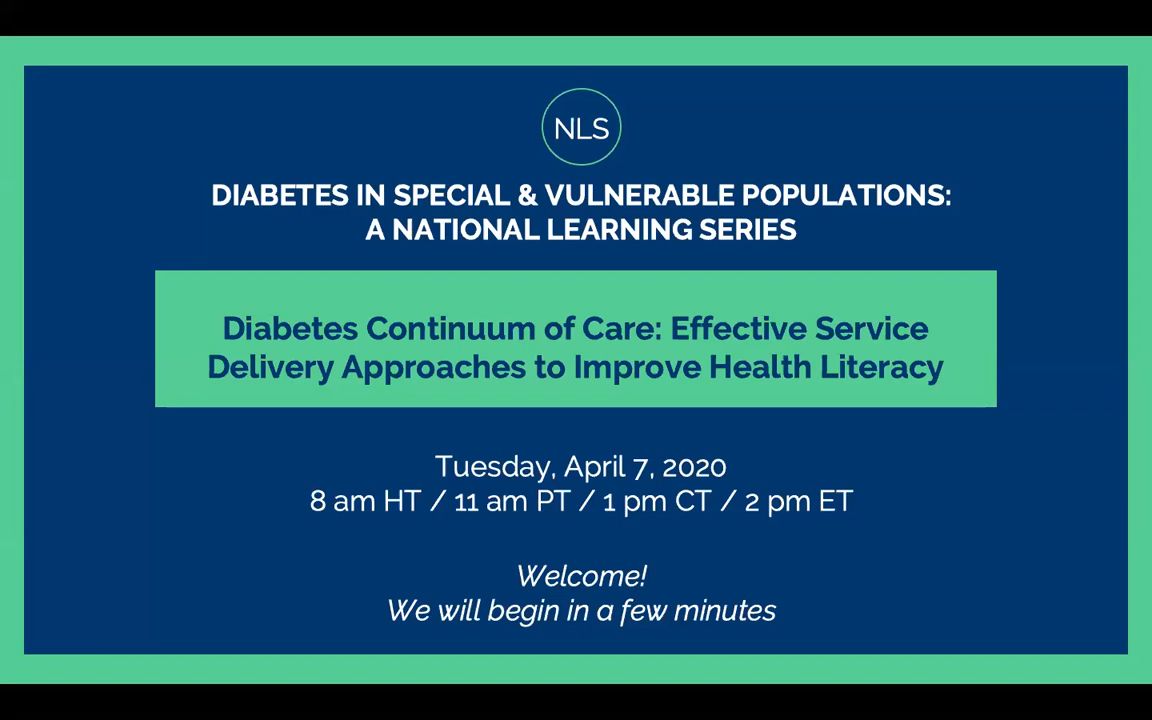 NLS
DIABETES IN SPECIAL & VULNERABLE POPULATIONS:
A NATIONAL LEARNING SERIES
Diabetes Continuum of Care: Effective Service
Delivery Approaches to Improve Health Literacy
Tuesday, April 7, 2020
8 am HT / 11 am PT / 1 pm CT / 2 pm ET
Welcome!
We will begin in a few minutes